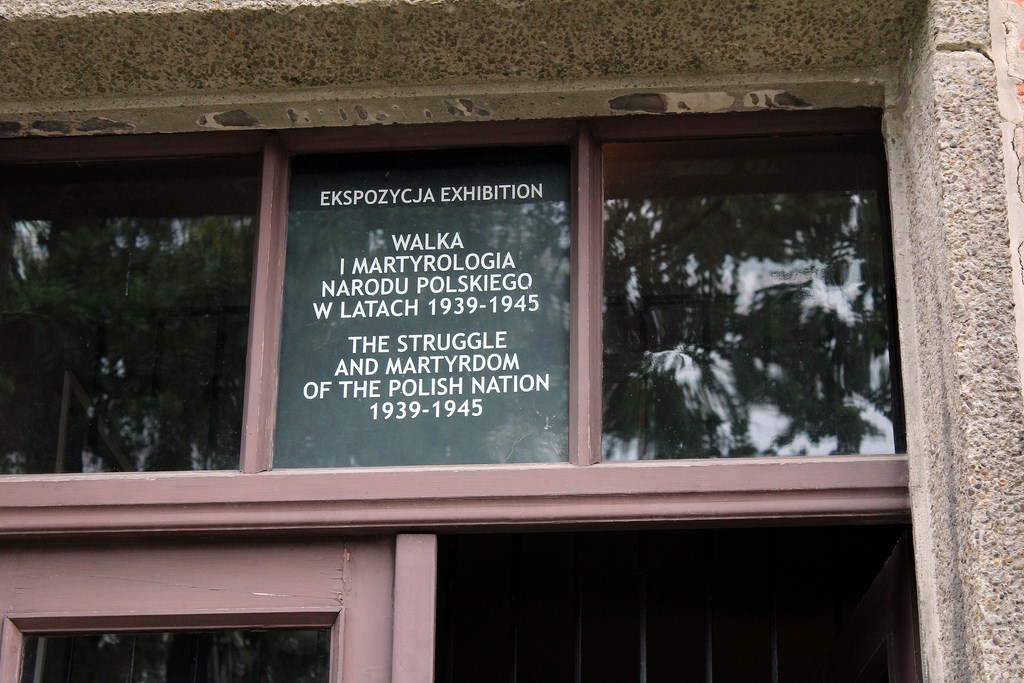 EKSPOZYCJA EXHIBITION
WALKA
I MARTYROLOGIA
NARODU POLSKIEGO
W LATACH 1939-1945
THE STRUGGLE
AND MARTYRDOM
OF THE POLISH NATION
1939-1945